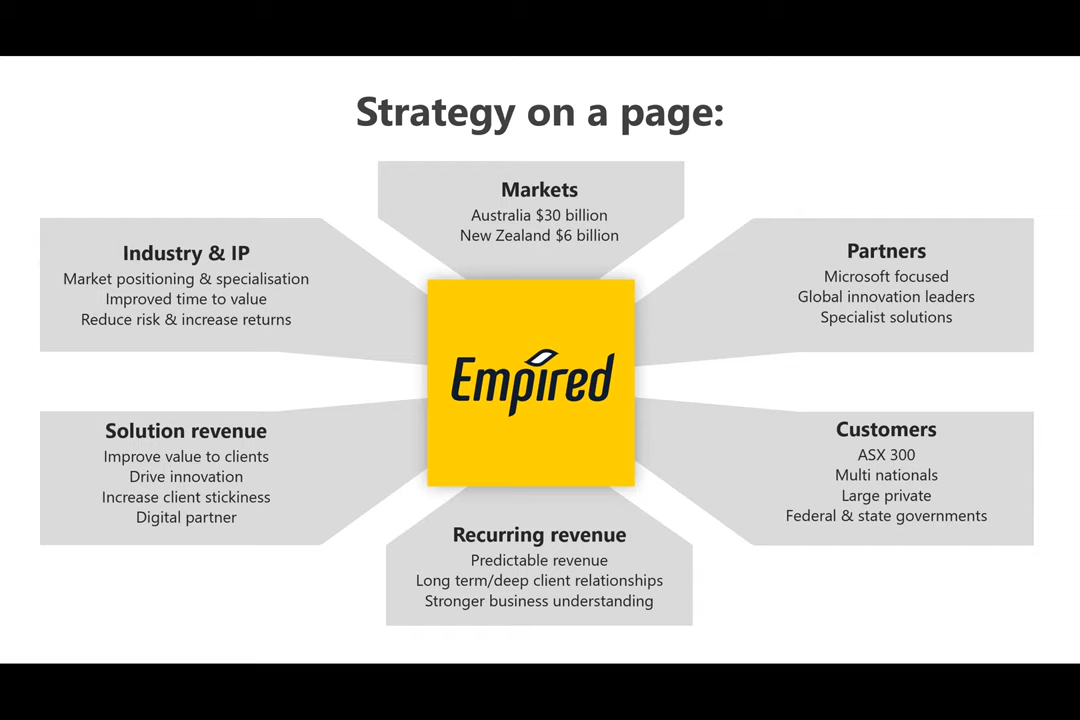 Strategy on a page:
Markets
Australia $30 billion
New Zealand $6 billion
Industry & IP
Market positioning & specialisation
Improved time to value
Reduce risk & increase returns
Partners
Microsoft focused
Global innovation leaders
Specialist solutions
Empired
Solution revenue
Improve value to clients
Drive innovation
Increase client stickiness
Digital partner
Customers
ASX 300
Multi nationals
Large private
Federal & state governments
Recurring revenue
Predictable revenue
Long term/deep client relationships
Stronger business understanding